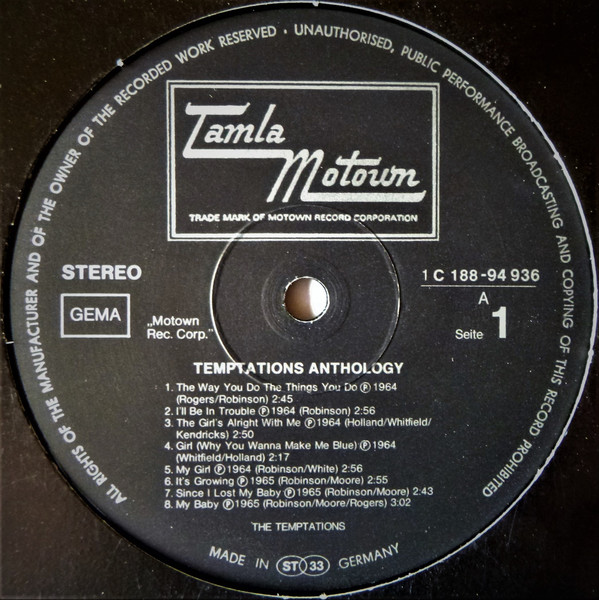 ALL RIGHTS OF THE MANUFACTURER AND OF THE OWNER OF THE RECORDED WORK RESERVED · UNAUTHORISED, PUBLIC PERFORMANCE BROADCASTING AND COPYING OF THIS RECORD PROHIBITED
Tamla
Motown
TRADE MARK OF MOTOWN RECORD CORPORATION
STEREO
1 C 188-94 936
GEMA
„Motown
Rec. Corp."
A
Seite 1
TEMPTATIONS ANTHOLOGY
1. The Way You Do The Things You Do ℗ 1964
(Rogers/Robinson) 2:45
2. I'll Be In Trouble ℗ 1964 (Robinson) 2:56
3. The Girl's Alright With Me ℗ 1964 (Holland/Whitfield/
Kendricks) 2:50
4. Girl (Why You Wanna Make Me Blue) ℗ 1964
(Whitfield/Holland) 2:17
5. My Girl ℗ 1964 (Robinson/White) 2:56
6. It's Growing ℗ 1965 (Robinson/Moore) 2:55
7. Since I Lost My Baby ℗ 1965 (Robinson/Moore) 2:43
8. My Baby ℗ 1965 (Robinson/Moore/Rogers) 3:02
THE TEMPTATIONS
MADE IN ST 33 GERMANY